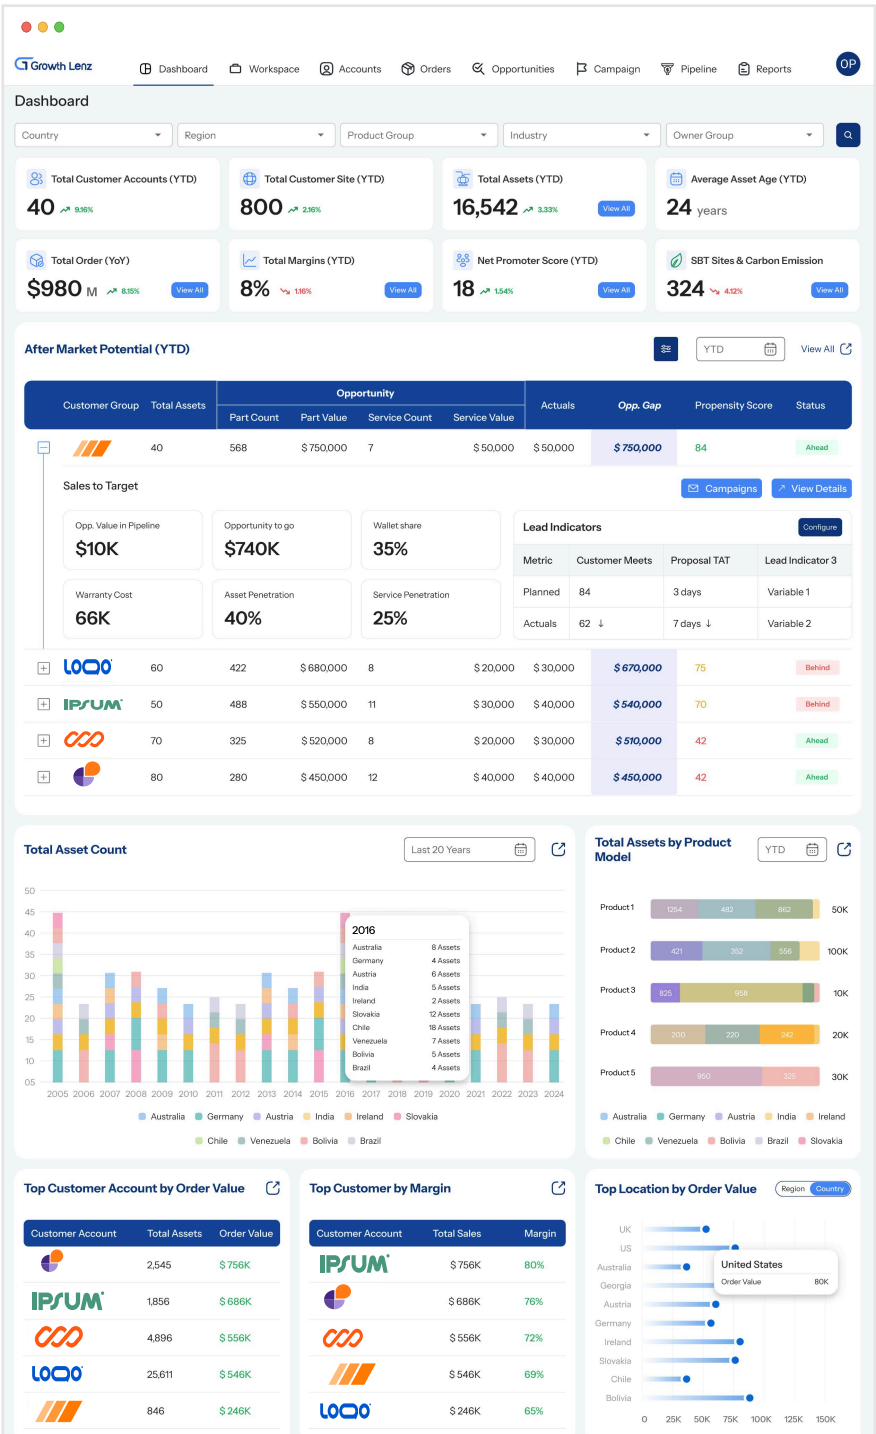 Growth Lenz
Dashboard Workspace Accounts Orders Opportunities Campaign Pipeline Reports OP
Dashboard
Country Region Product Group Industry Owner Group
Total Customer Accounts (YTD) Total Customer Site (YTD) Total Assets (YTD) Average Asset Age (YTD)
40 9.16% 800 2.16% 16,542 3.33% View All 24 years
Total Order (YoY) Total Margins (YTD) Net Promoter Score (YTD) SBT Sites & Carbon Emission
$980 M 8.15% View All 8% 1.16% View All 18 1.54% View All 324 4.12% View All
After Market Potential (YTD) YTD View All
Opportunity
Customer Group Total Assets Actuals Opp. Gap Propensity Score Status
Part Count Part Value Service Count Service Value
40 568 $ 750,000 7 $ 50,000 $ 50,000 $ 750,000 84 Ahead
Sales to Target Campaigns View Details
Opp. Value in Pipeline Opportunity to go Wallet share
$10K $740K 35%
Lead Indicators Configure
Metric Customer Meets Proposal TAT Lead Indicator 3
Planned 84 3 days Variable 1
Actuals 62 ↓ 7 days ↓ Variable 2
Warranty Cost Asset Penetration Service Penetration
66K 40% 25%
LOQO 60 422 $ 680,000 8 $ 20,000 $ 30,000 $ 670,000 75 Behind
IPSUM 50 488 $ 550,000 11 $ 30,000 $ 40,000 $ 540,000 70 Behind
70 325 $ 520,000 8 $ 20,000 $ 30,000 $ 510,000 42 Ahead
80 280 $ 450,000 12 $ 40,000 $ 40,000 $ 450,000 42 Ahead
Total Asset Count Last 20 Years
50
45
40
35
30
25
20
15
10
05
2005 2006 2007 2008 2009 2010 2011 2012 2013 2014 2015 2016 2017 2018 2019 2020 2021 2022 2023 2024
2016
Australia 8 Assets
Germany 4 Assets
Austria 6 Assets
India 5 Assets
Ireland 2 Assets
Slovakia 12 Assets
Chile 18 Assets
Venezuela 7 Assets
Bolivia 5 Assets
Brazil 4 Assets
Australia Germany Austria India Ireland Slovakia
Chile Venezuela Bolivia Brazil
Total Assets by Product
Model
YTD
Product 1 1254 482 862 50K
Product 2 421 352 556 100K
Product 3 825 958 10K
Product 4 200 220 242 20K
Product 5 950 325 30K
Australia Germany Austria India Ireland
Chile Venezuela Bolivia Brazil Slovakia
Top Customer Account by Order Value
Customer Account Total Assets Order Value
2,545 $ 756K
IPSUM 1,856 $ 686K
4,896 $ 556K
LOQO 25,611 $ 546K
846 $ 246K
Top Customer by Margin
Customer Account Total Sales Margin
IPSUM $ 756K 80%
$ 686K 76%
$ 556K 72%
$ 546K 69%
LOQO $ 246K 65%
Top Location by Order Value Region Country
UK
US
Australia
Georgia
Austria
Germany
Ireland
Slovakia
Chile
Bolivia
United States
Order Value 80K
0 25K 50K 75K 100K 125K 150K